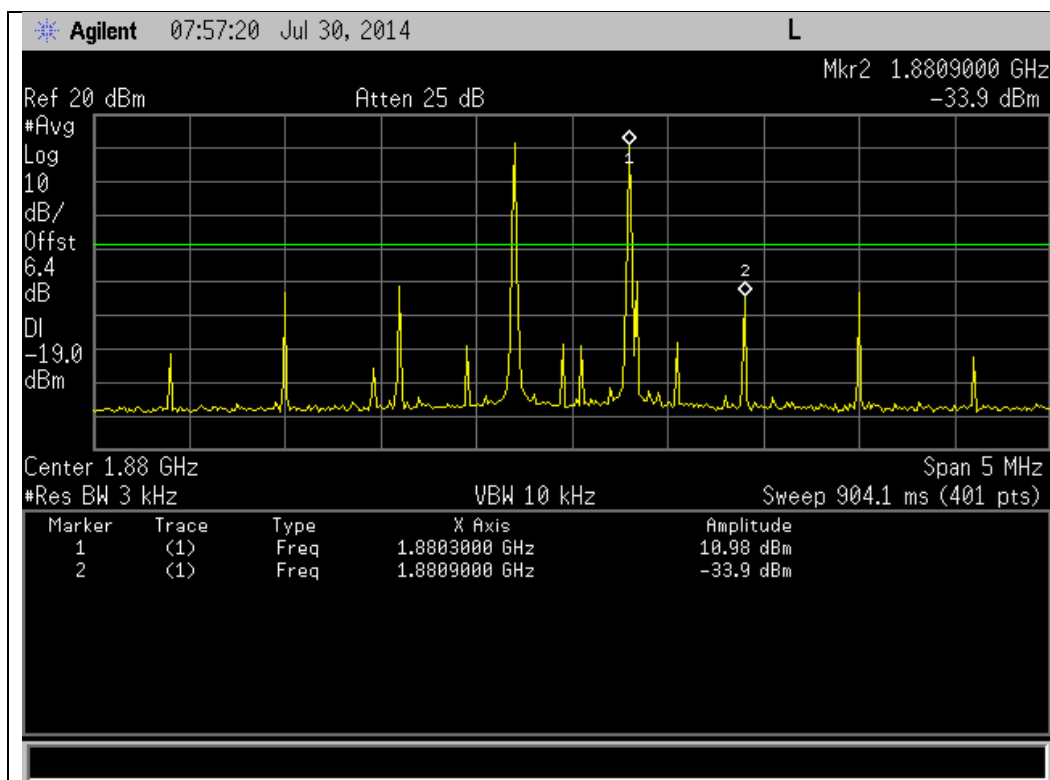 Agilent 07:57:20 Jul 30, 2014 L
Mkr2 1.8809000 GHz
Ref 20 dBm Atten 25 dB -33.9 dBm
#Avg
Log
10
dB/
Offst
6.4
dB
DI
-19.0
dBm
1
2
Center 1.88 GHz Span 5 MHz
#Res BW 3 kHz VBW 10 kHz Sweep 904.1 ms (401 pts)
Marker Trace Type X Axis Amplitude
1 (1) Freq 1.8803000 GHz 10.98 dBm
2 (1) Freq 1.8809000 GHz -33.9 dBm